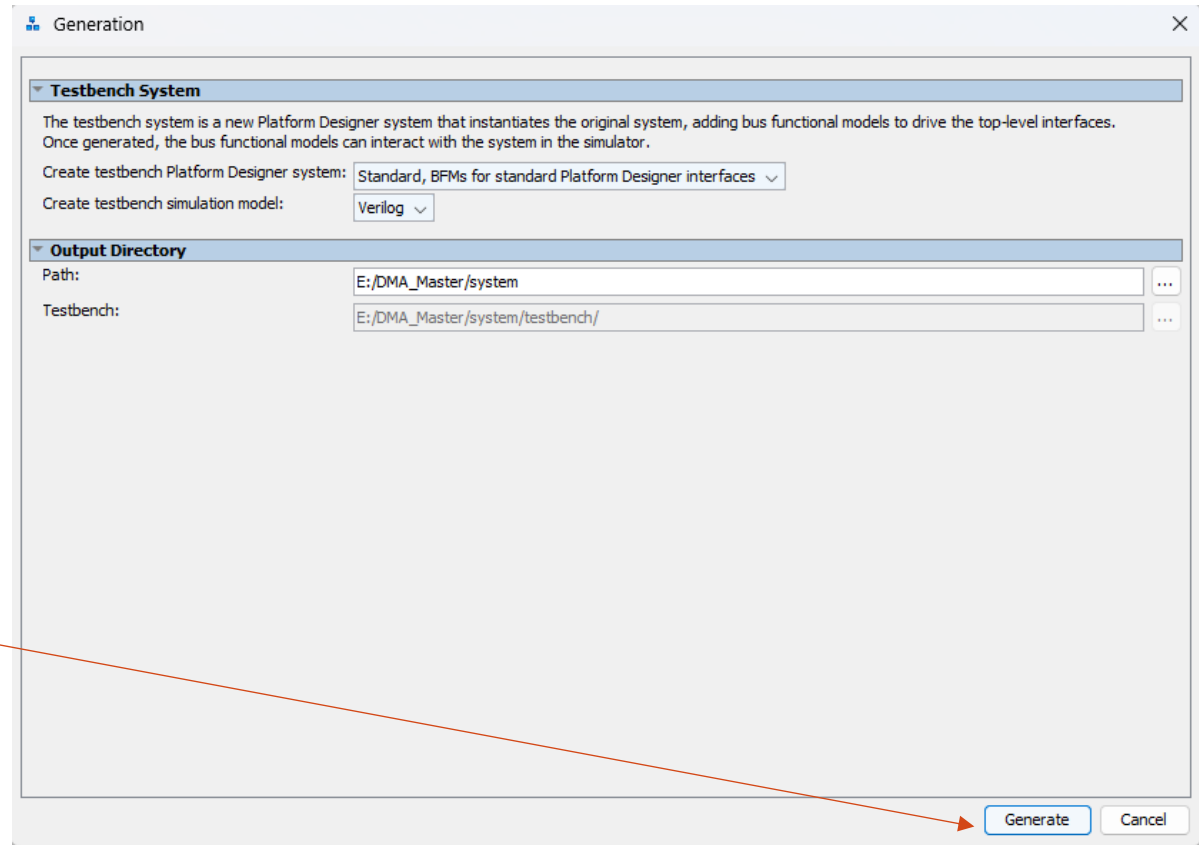 Generation
Testbench System
The testbench system is a new Platform Designer system that instantiates the original system, adding bus functional models to drive the top-level interfaces.
Once generated, the bus functional models can interact with the system in the simulator.
Create testbench Platform Designer system: Standard, BFMs for standard Platform Designer interfaces
Create testbench simulation model: Verilog
Output Directory
Path: E:/DMA_Master/system ...
Testbench: E:/DMA_Master/system/testbench/ ...
Generate Cancel